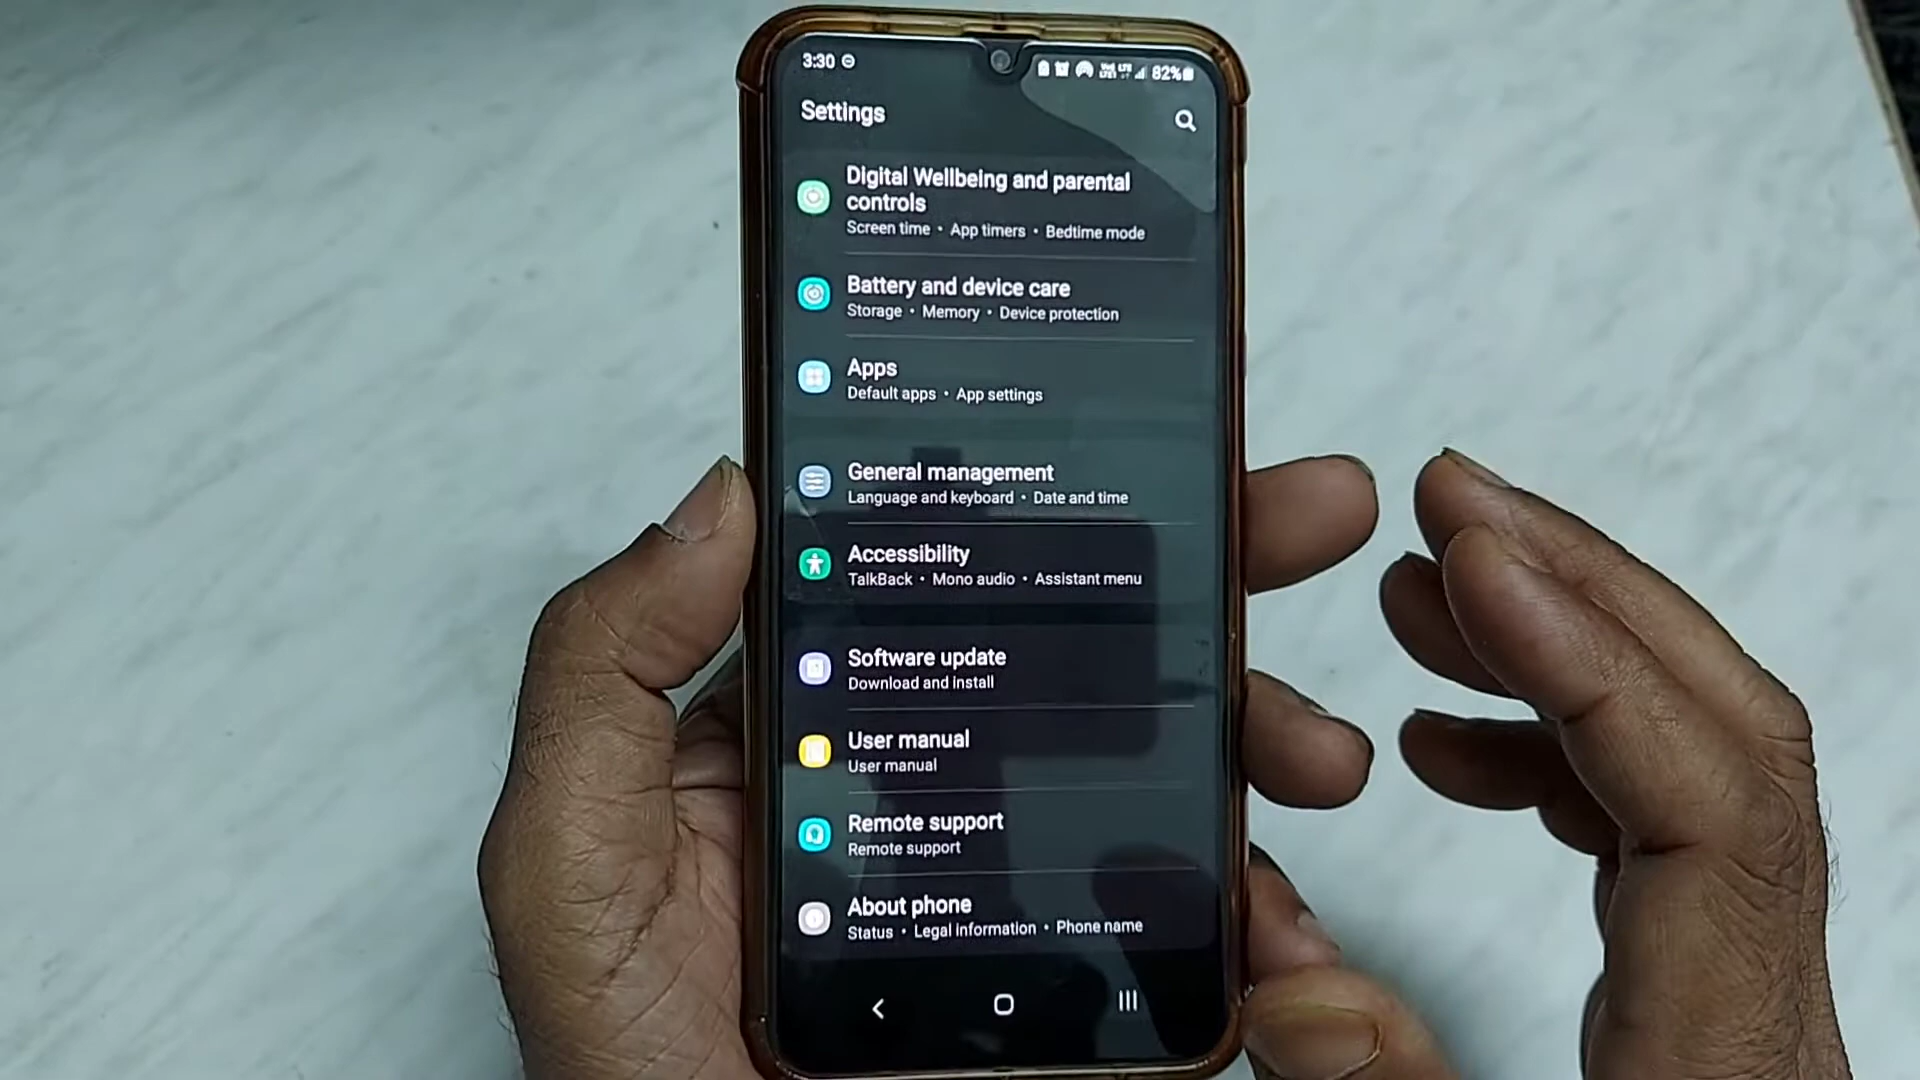 3:30
82%
Settings
Digital Wellbeing and parental
controls
Screen time • App timers • Bedtime mode
Battery and device care
Storage • Memory • Device protection
Apps
Default apps • App settings
General management
Language and keyboard • Date and time
Accessibility
TalkBack • Mono audio • Assistant menu
Software update
Download and install
User manual
User manual
Remote support
Remote support
About phone
Status • Legal information • Phone name